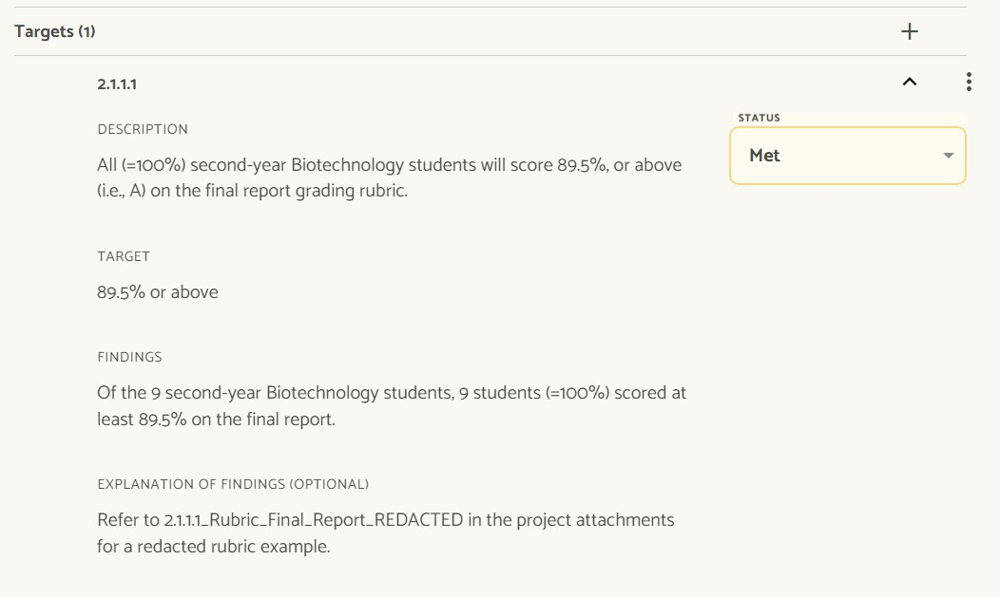 Targets (1)
2.1.1.1
DESCRIPTION
STATUS
Met
All (=100%) second-year Biotechnology students will score 89.5%, or above
(i.e., A) on the final report grading rubric.
TARGET
89.5% or above
FINDINGS
Of the 9 second-year Biotechnology students, 9 students (=100%) scored at
least 89.5% on the final report.
EXPLANATION OF FINDINGS (OPTIONAL)
Refer to 2.1.1.1_Rubric_Final_Report_REDACTED in the project attachments
for a redacted rubric example.